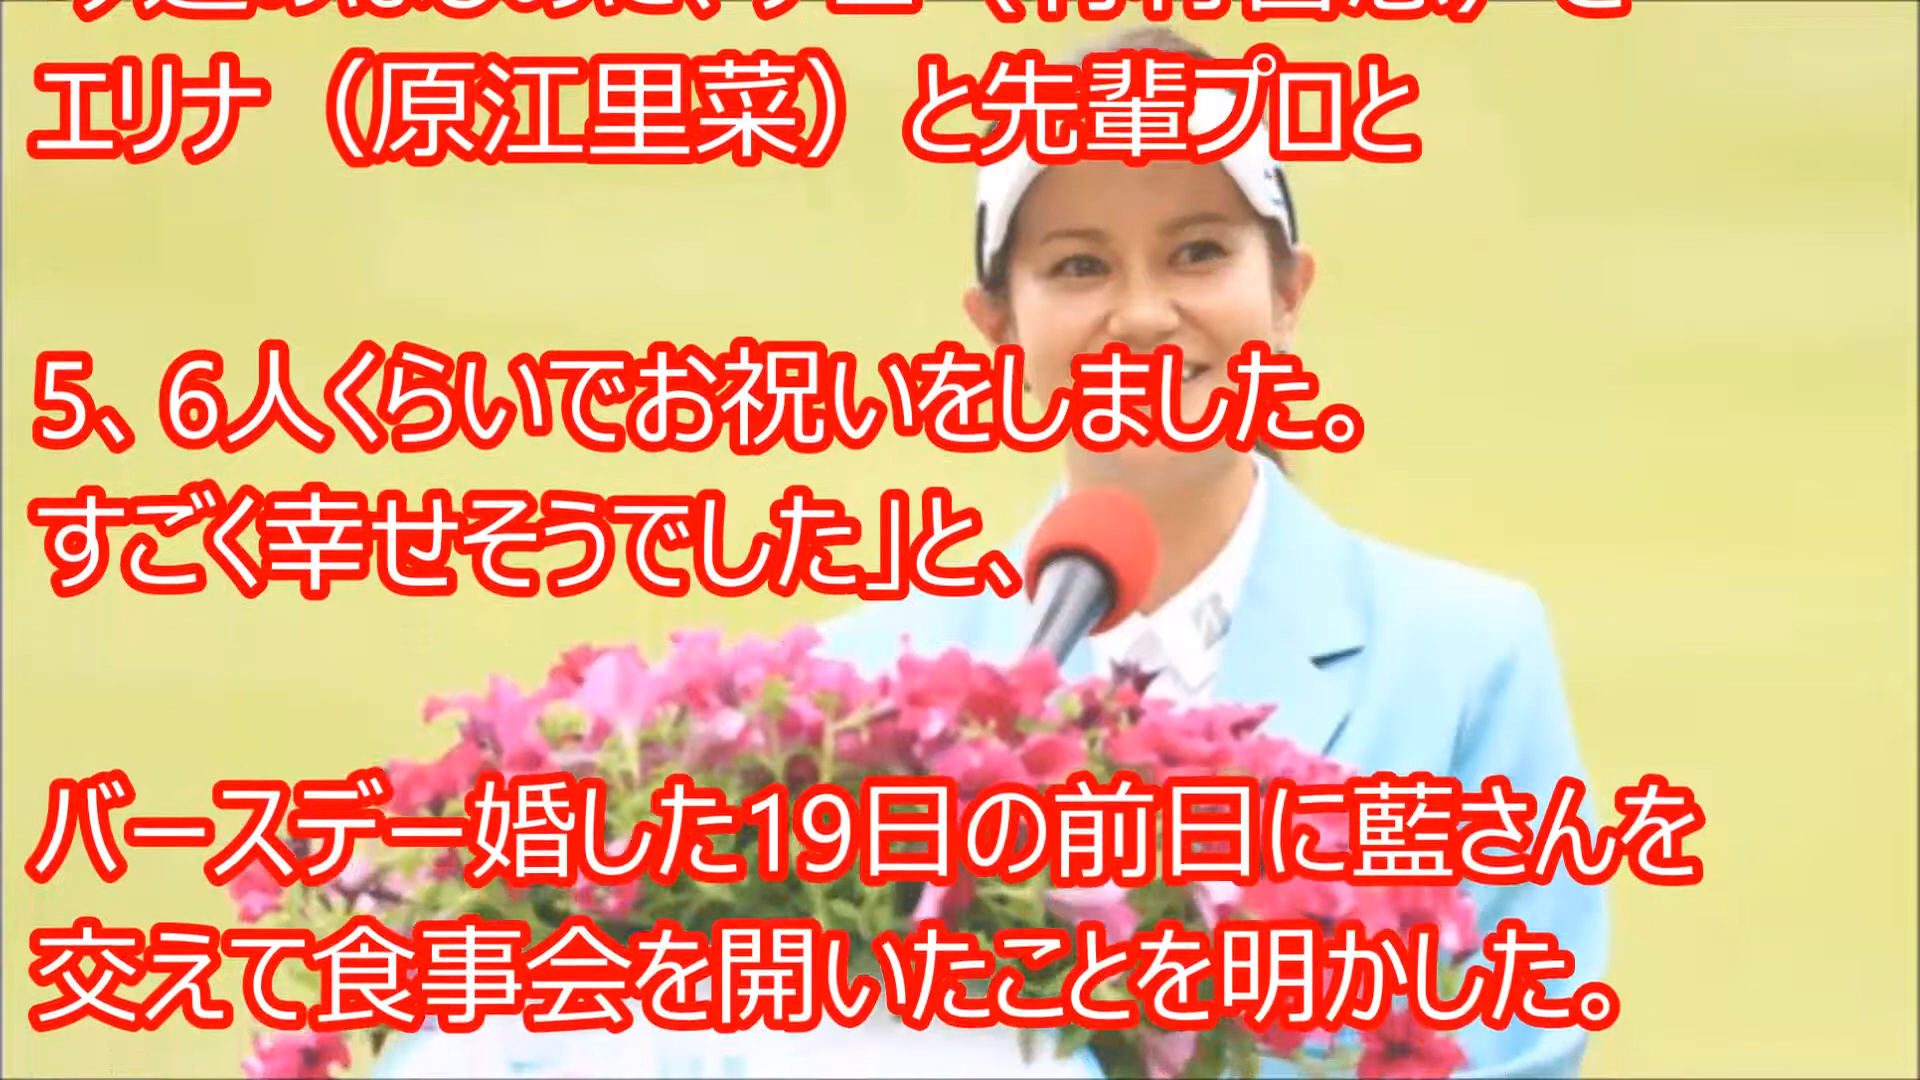 エリナ（原江里菜）と先輩プロと
5、6人くらいでお祝いをしました。
すごく幸せそうでした」と、
バースデー婚した19日の前日に藍さんを
交えて食事会を開いたことを明かした。